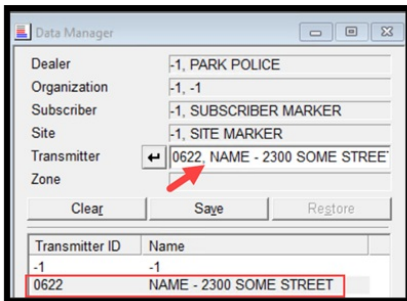 Data Manager
Dealer -1, PARK POLICE
Organization -1, -1
Subscriber -1, SUBSCRIBER MARKER
Site -1, SITE MARKER
Transmitter 0622, NAME - 2300 SOME STREET
Zone
Clear Save Restore
Transmitter ID Name
-1 -1
0622 NAME - 2300 SOME STREET